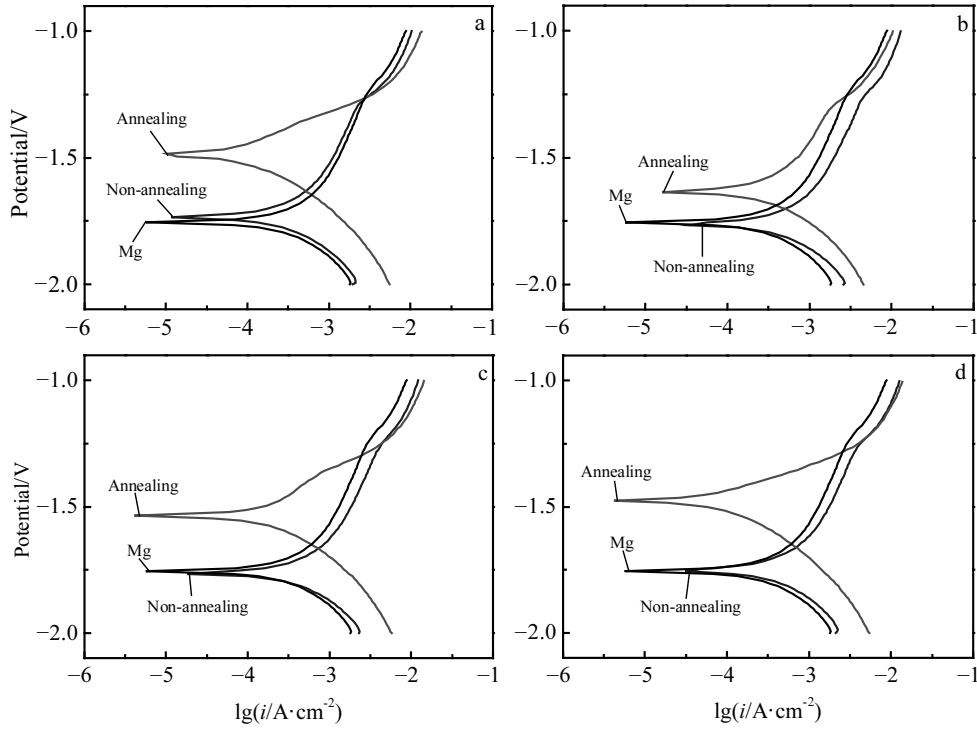 a
−1.0
−1.5
−2.0
Potential/V
Annealing
Non-annealing
Mg
−6 −5 −4 −3 −2 −1
b
−1.0
−1.5
−2.0
Annealing
Mg
Non-annealing
−6 −5 −4 −3 −2 −1
c
−1.0
−1.5
−2.0
Potential/V
Annealing
Mg
Non-annealing
−6 −5 −4 −3 −2 −1
lg(i/A·cm⁻²)
d
−1.0
−1.5
−2.0
Annealing
Mg
Non-annealing
−6 −5 −4 −3 −2 −1
lg(i/A·cm⁻²)